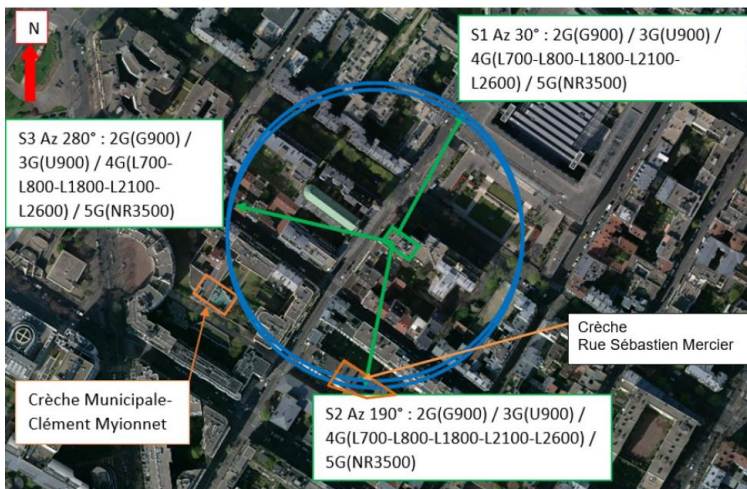 N
S1 Az 30° : 2G(G900) / 3G(U900) /
4G(L700-L800-L1800-L2100-
L2600) / 5G(NR3500)
S3 Az 280° : 2G(G900) /
3G(U900) / 4G(L700-
L800-L1800-L2100-
L2600) / 5G(NR3500)
Crèche
Rue Sébastien Mercier
Crèche Municipale-
Clément Myionnet
S2 Az 190° : 2G(G900) / 3G(U900) /
4G(L700-L800-L1800-L2100-L2600) /
5G(NR3500)